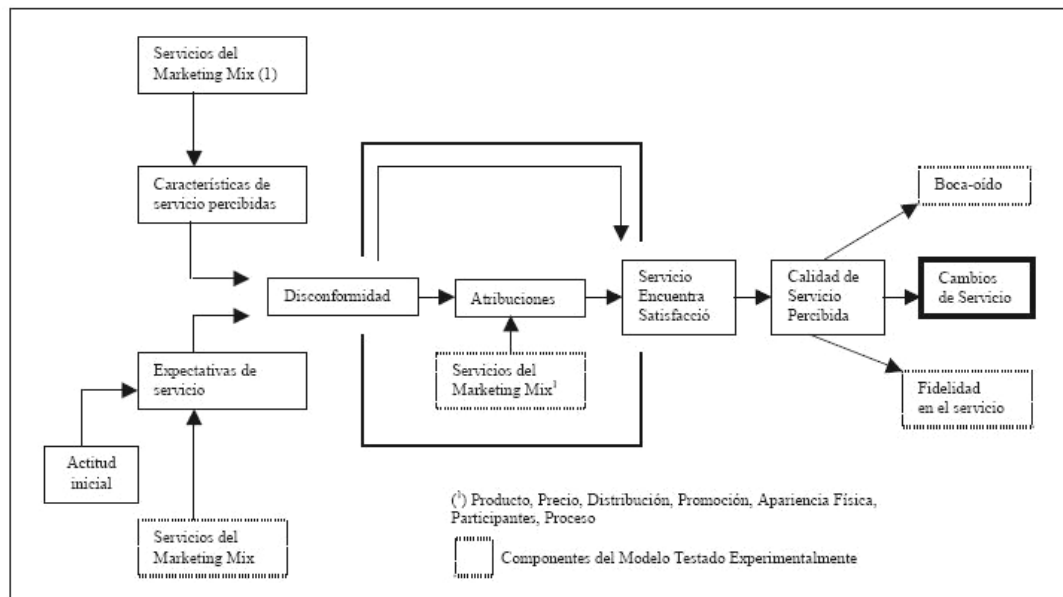 Servicios del
Marketing Mix (1)
Características de
servicio percibidas
Boca-oído
Disconformidad
Atribuciones
Servicio
Encuentra
Satisfacció
Calidad de
Servicio
Percibida
Cambios
de Servicio
Servicios del
Marketing Mix¹
Expectativas de
servicio
Fidelidad
en el servicio
Actitud
inicial
Servicios del
Marketing Mix
(¹) Producto, Precio, Distribución, Promoción, Apariencia Física,
Participantes, Proceso
Componentes del Modelo Testado Experimentalmente